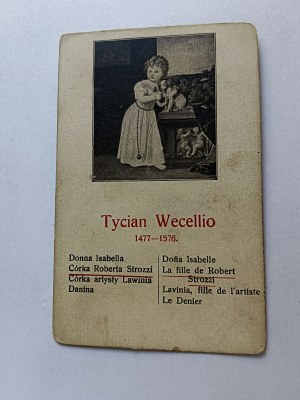 Tycian Wecellio
1477—1576.
Donna Isabella
Córka Roberta Strozzi
Córka artysty Lawinia
Danina
Doña Isabelle
La fille de Robert
Strozzi
Lavinia, fille de l'artiste
Le Denier